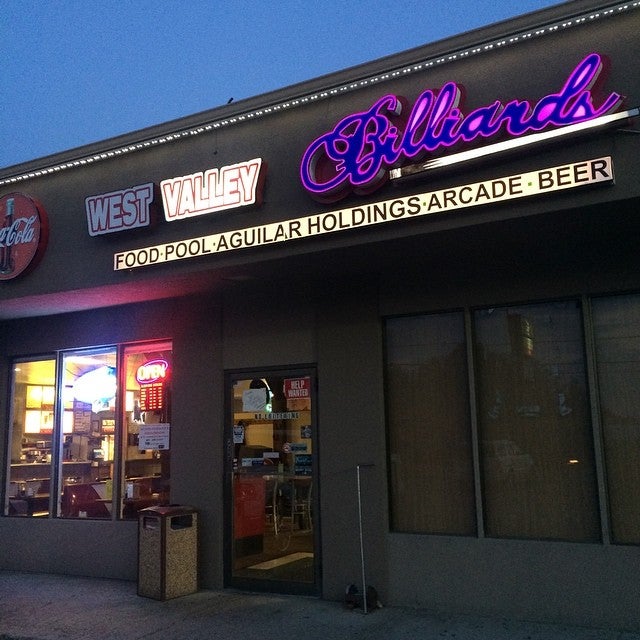 Billiards
WEST VALLEY
FOOD·POOL·AGUILAR HOLDINGS·ARCADE·BEER
Coca-Cola
OPEN
HELP
WANTED